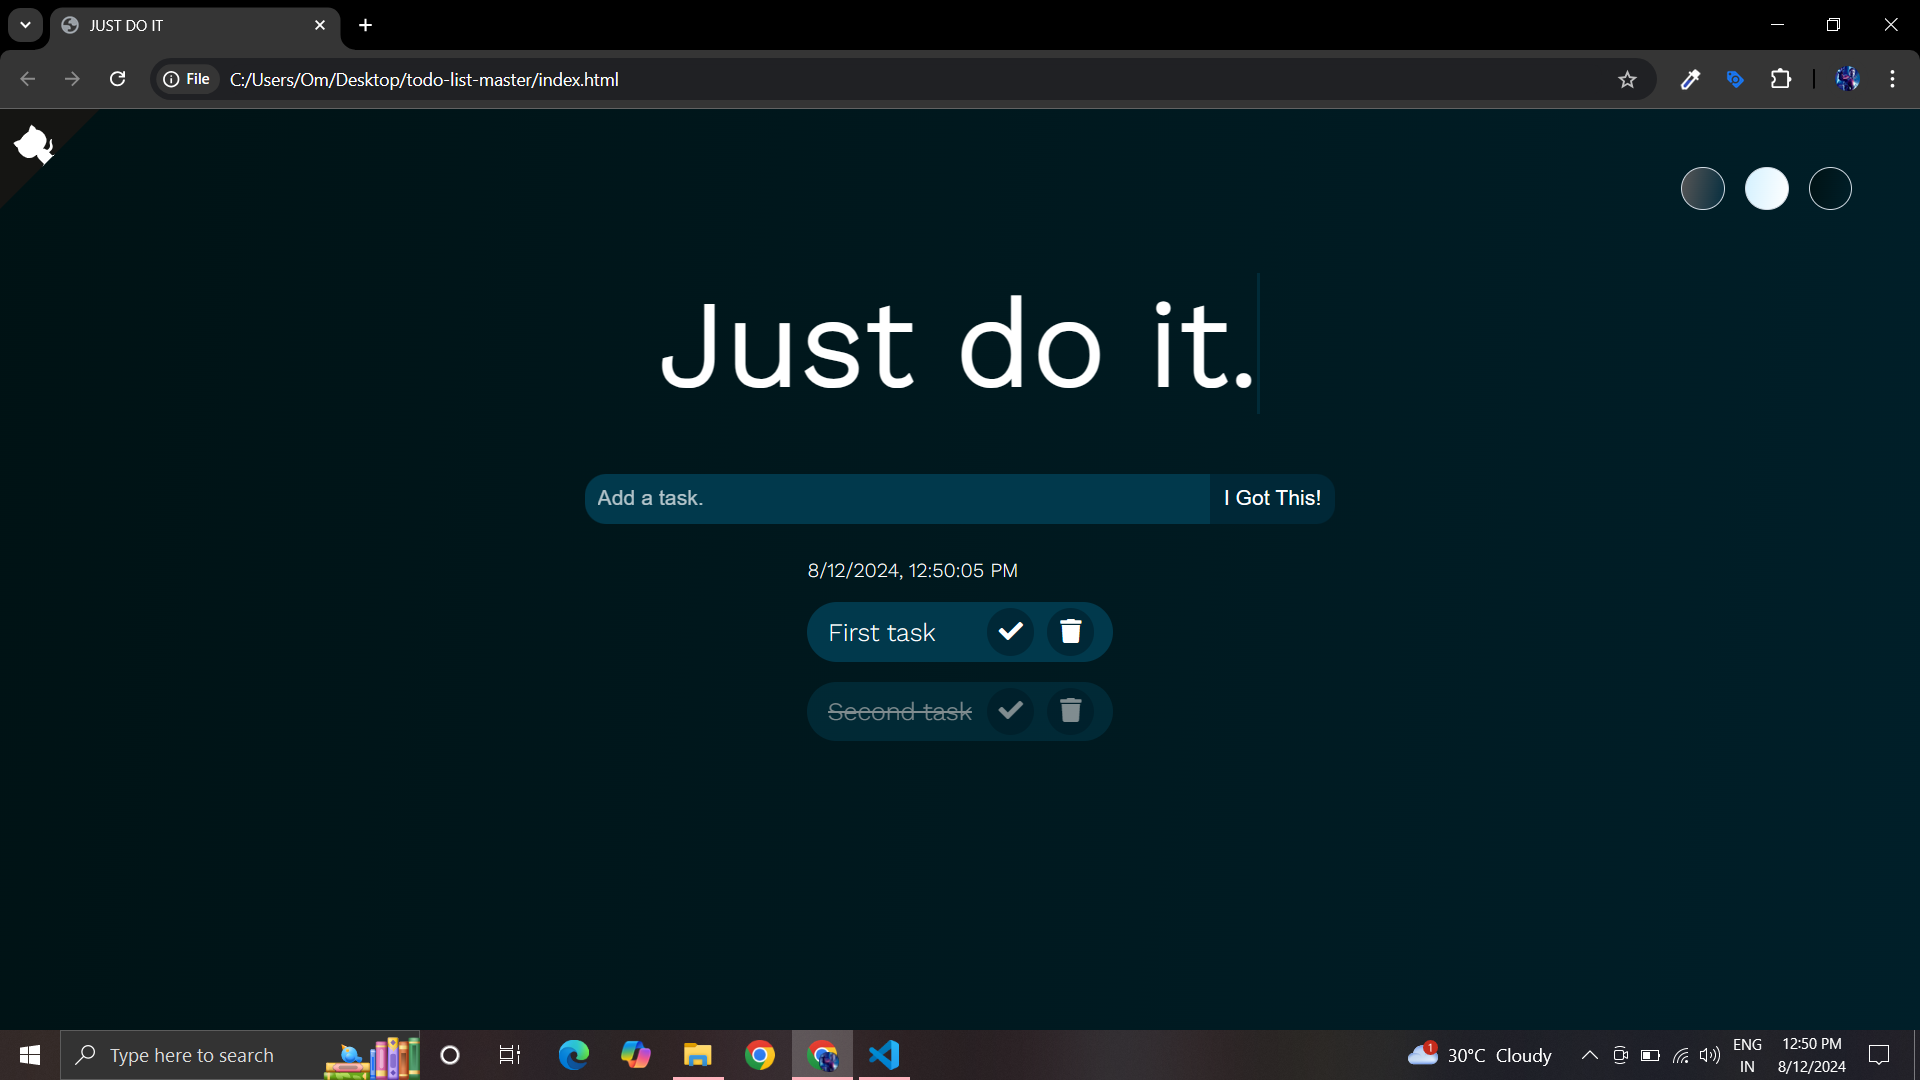 JUST DO IT
File C:/Users/Om/Desktop/todo-list-master/index.html
Just do it.
Add a task. I Got This!
8/12/2024, 12:50:05 PM
First task
Second task
Type here to search
1
30°C Cloudy
ENG
IN
12:50 PM
8/12/2024